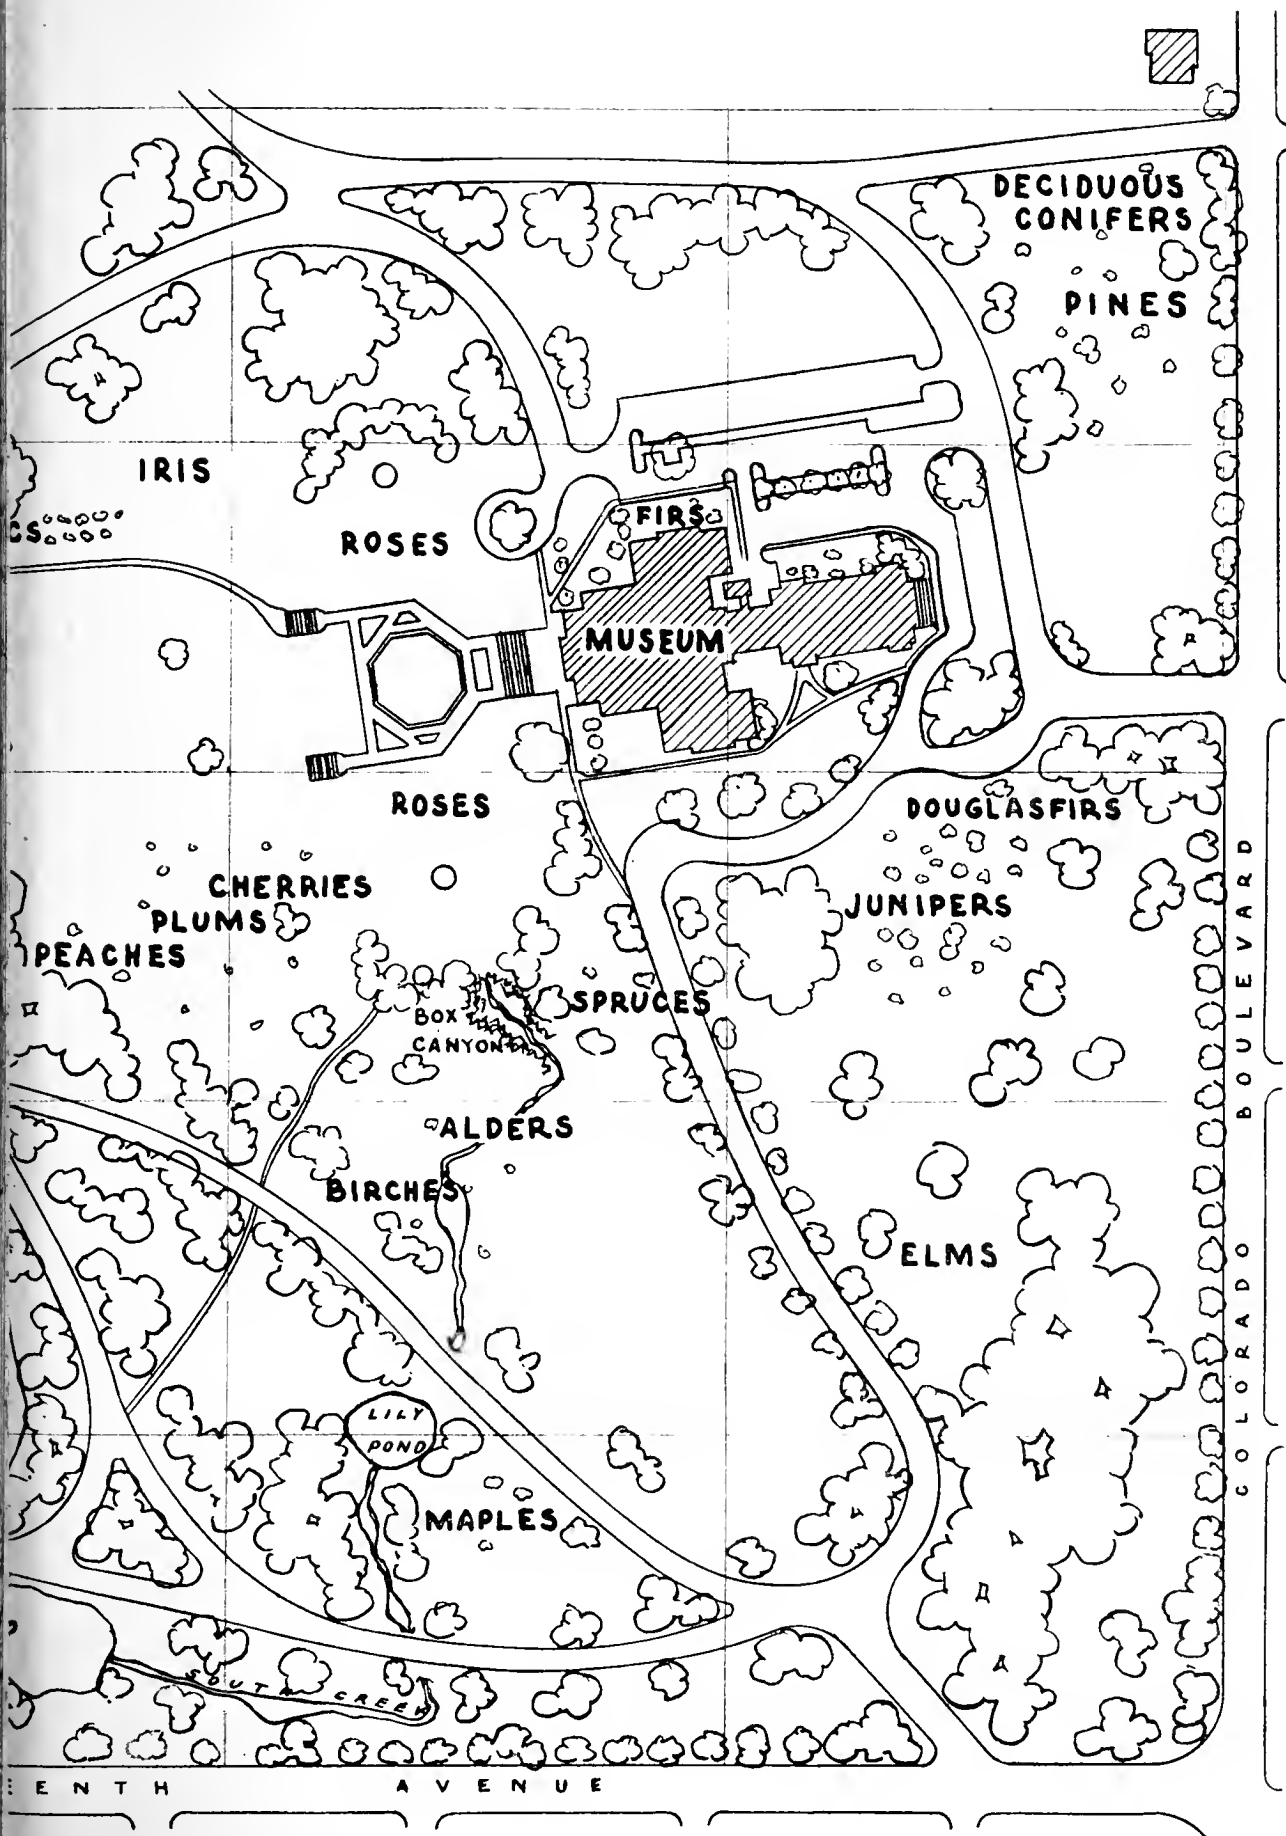 DECIDUOUS
CONIFERS
PINES
IRIS
CS
ROSES
FIRS
MUSEUM
ROSES
DOUGLASFIRS
CHERRIES
PLUMS
PEACHES
JUNIPERS
SPRUCES
BOX
CANYON
ALDERS
BIRCHES
ELMS
LILY
POND
MAPLES
SOUTH CREEK
COLORADO BOULEVARD
ENTH AVENUE